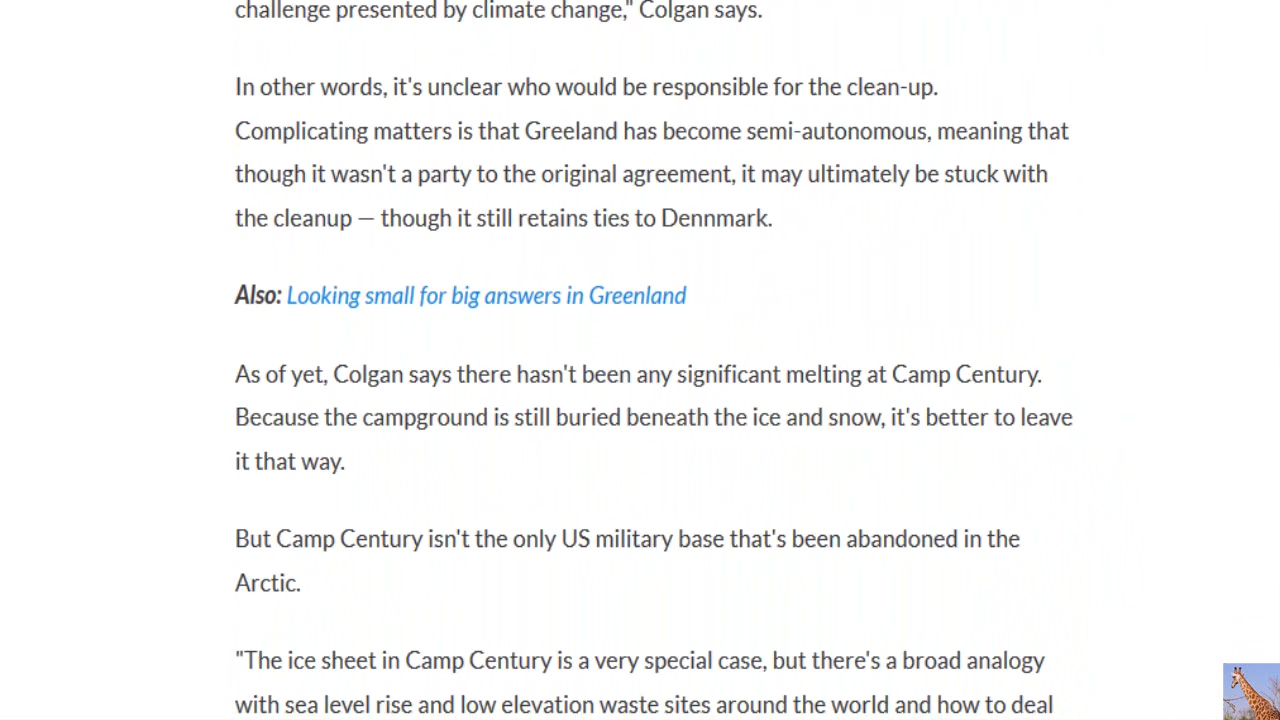 challenge presented by climate change," Colgan says.
In other words, it's unclear who would be responsible for the clean-up.
Complicating matters is that Greeland has become semi-autonomous, meaning that
though it wasn't a party to the original agreement, it may ultimately be stuck with
the cleanup — though it still retains ties to Dennmark.
Also: Looking small for big answers in Greenland
As of yet, Colgan says there hasn't been any significant melting at Camp Century.
Because the campground is still buried beneath the ice and snow, it's better to leave
it that way.
But Camp Century isn't the only US military base that's been abandoned in the
Arctic.
"The ice sheet in Camp Century is a very special case, but there's a broad analogy
with sea level rise and low elevation waste sites around the world and how to deal